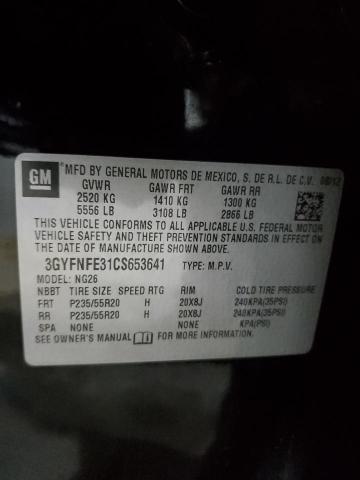 GM
MFD BY GENERAL MOTORS DE MEXICO, S. DE R.L. DE C.V. 08/12
GVWR GAWR FRT GAWR RR
2520 KG 1410 KG 1300 KG
5556 LB 3108 LB 2866 LB
THIS VEHICLE CONFORMS TO ALL APPLICABLE U.S. FEDERAL MOTOR
VEHICLE SAFETY AND THEFT PREVENTION STANDARDS IN EFFECT ON
THE DATE OF MANUFACTURE SHOWN ABOVE.
3GYFNFE31CS653641 TYPE: M.P.V.
MODEL: NG26
NBBT TIRE SIZE SPEED RTG RIM COLD TIRE PRESSURE
FRT P235/55R20 H 20X8J 240KPA(35PSI)
RR P235/55R20 H 20X8J 240KPA(35PSI)
SPA NONE NONE KPA(PSI)
SEE OWNER'S MANUAL NONE